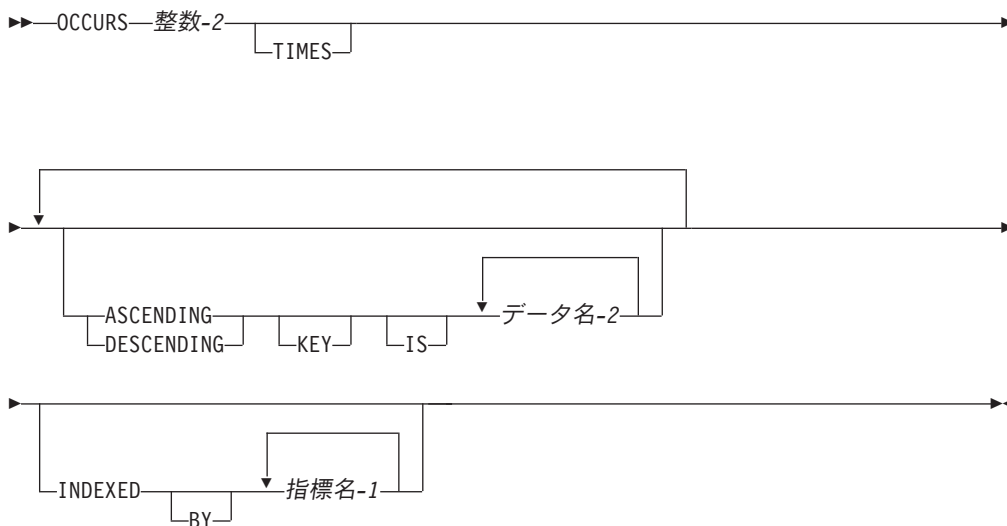 OCCURS 整数-2
TIMES
ASCENDING データ名-2
DESCENDING KEY IS
INDEXED 指標名-1
BY